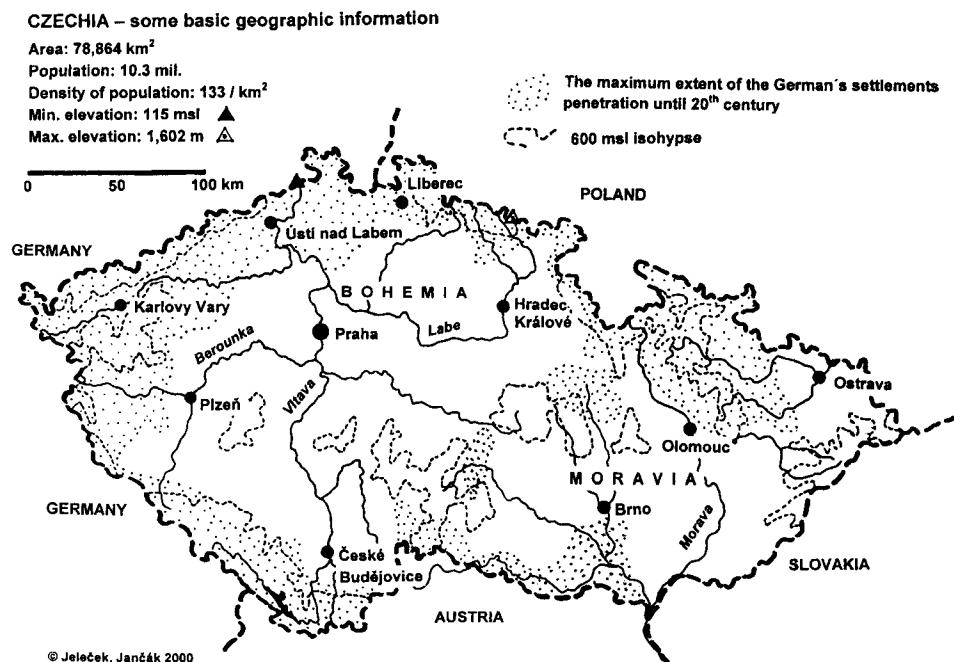 CZECHIA – some basic geographic information
Area: 78,864 km²
Population: 10.3 mil.
Density of population: 133 / km²
Min. elevation: 115 msl
Max. elevation: 1,602 m
The maximum extent of the German´s settlements
penetration until 20th century
600 msl isohypse
0 50 100 km
POLAND
Liberec
GERMANY
Ústí nad Labem
BOHEMIA
Karlovy Vary
Hradec
Králové
Labe
Praha
Berounka
Ostrava
Plzeň
Vltava
Olomouc
MORAVIA
GERMANY
Brno
Morava
České
Budějovice
SLOVAKIA
AUSTRIA
© Jeleček, Jančák 2000